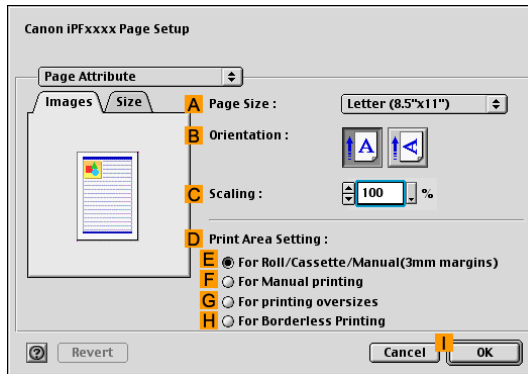 Canon iPFxxxx Page Setup
Page Attribute
Images Size
A Page Size : Letter (8.5"x11")
B Orientation : A A
C Scaling : 100 %
D Print Area Setting :
E For Roll/Cassette/Manual(3mm margins)
F For Manual printing
G For printing oversizes
H For Borderless Printing
? Revert Cancel I OK